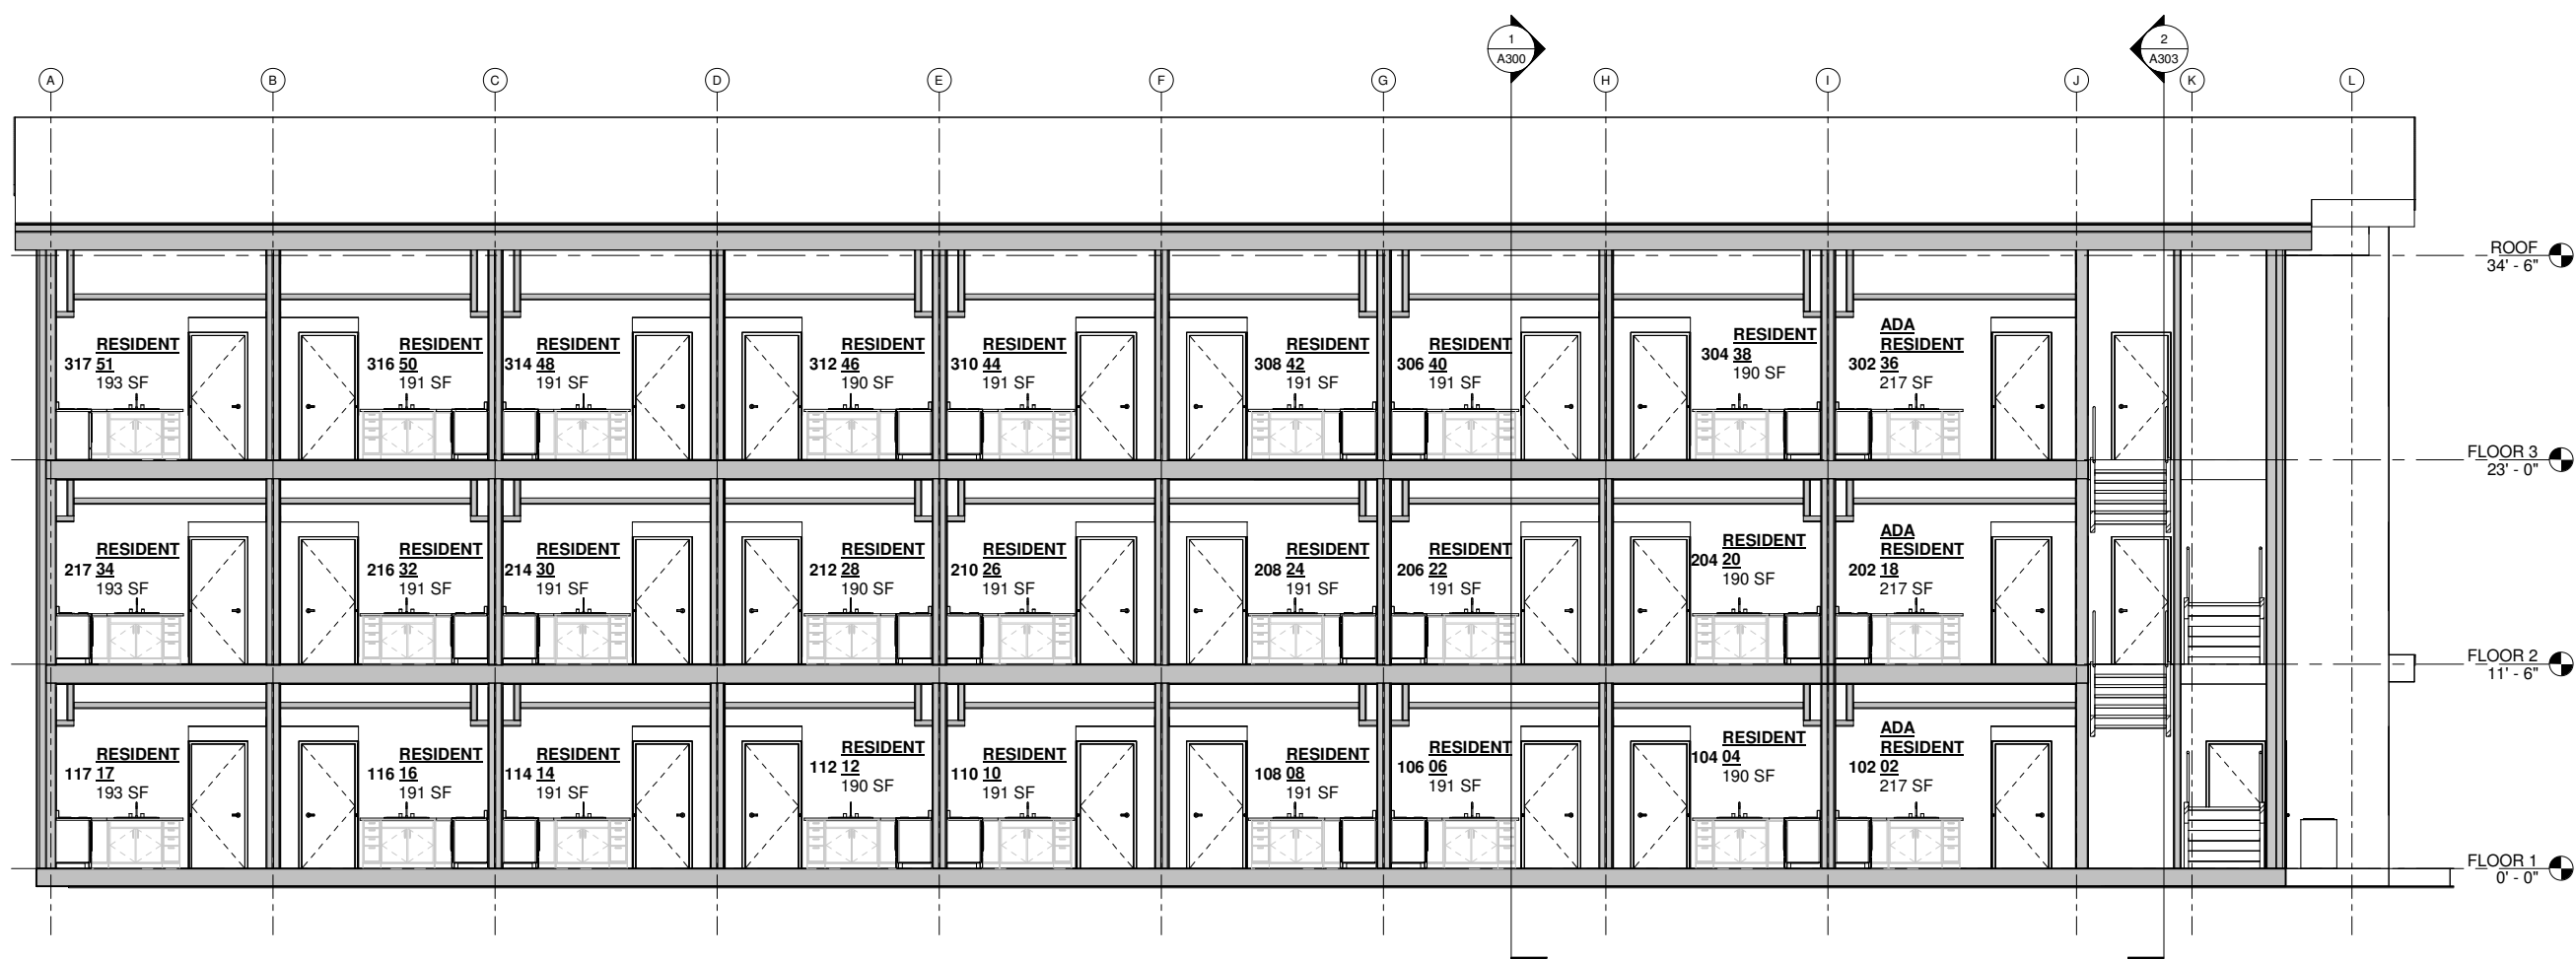 1
A300
2
A303
A B C D E F G H I J K L
ROOF
34' - 6"
RESIDENT
317 51
193 SF
RESIDENT
316 50
191 SF
RESIDENT
314 48
191 SF
RESIDENT
312 46
190 SF
RESIDENT
310 44
191 SF
RESIDENT
308 42
191 SF
RESIDENT
306 40
191 SF
RESIDENT
304 38
190 SF
ADA
RESIDENT
302 36
217 SF
FLOOR 3
23' - 0"
RESIDENT
217 34
193 SF
RESIDENT
216 32
191 SF
RESIDENT
214 30
191 SF
RESIDENT
212 28
190 SF
RESIDENT
210 26
191 SF
RESIDENT
208 24
191 SF
RESIDENT
206 22
191 SF
RESIDENT
204 20
190 SF
ADA
RESIDENT
202 18
217 SF
FLOOR 2
11' - 6"
RESIDENT
117 17
193 SF
RESIDENT
116 16
191 SF
RESIDENT
114 14
191 SF
RESIDENT
112 12
190 SF
RESIDENT
110 10
191 SF
RESIDENT
108 08
191 SF
RESIDENT
106 06
191 SF
RESIDENT
104 04
190 SF
ADA
RESIDENT
102 02
217 SF
FLOOR 1
0' - 0"